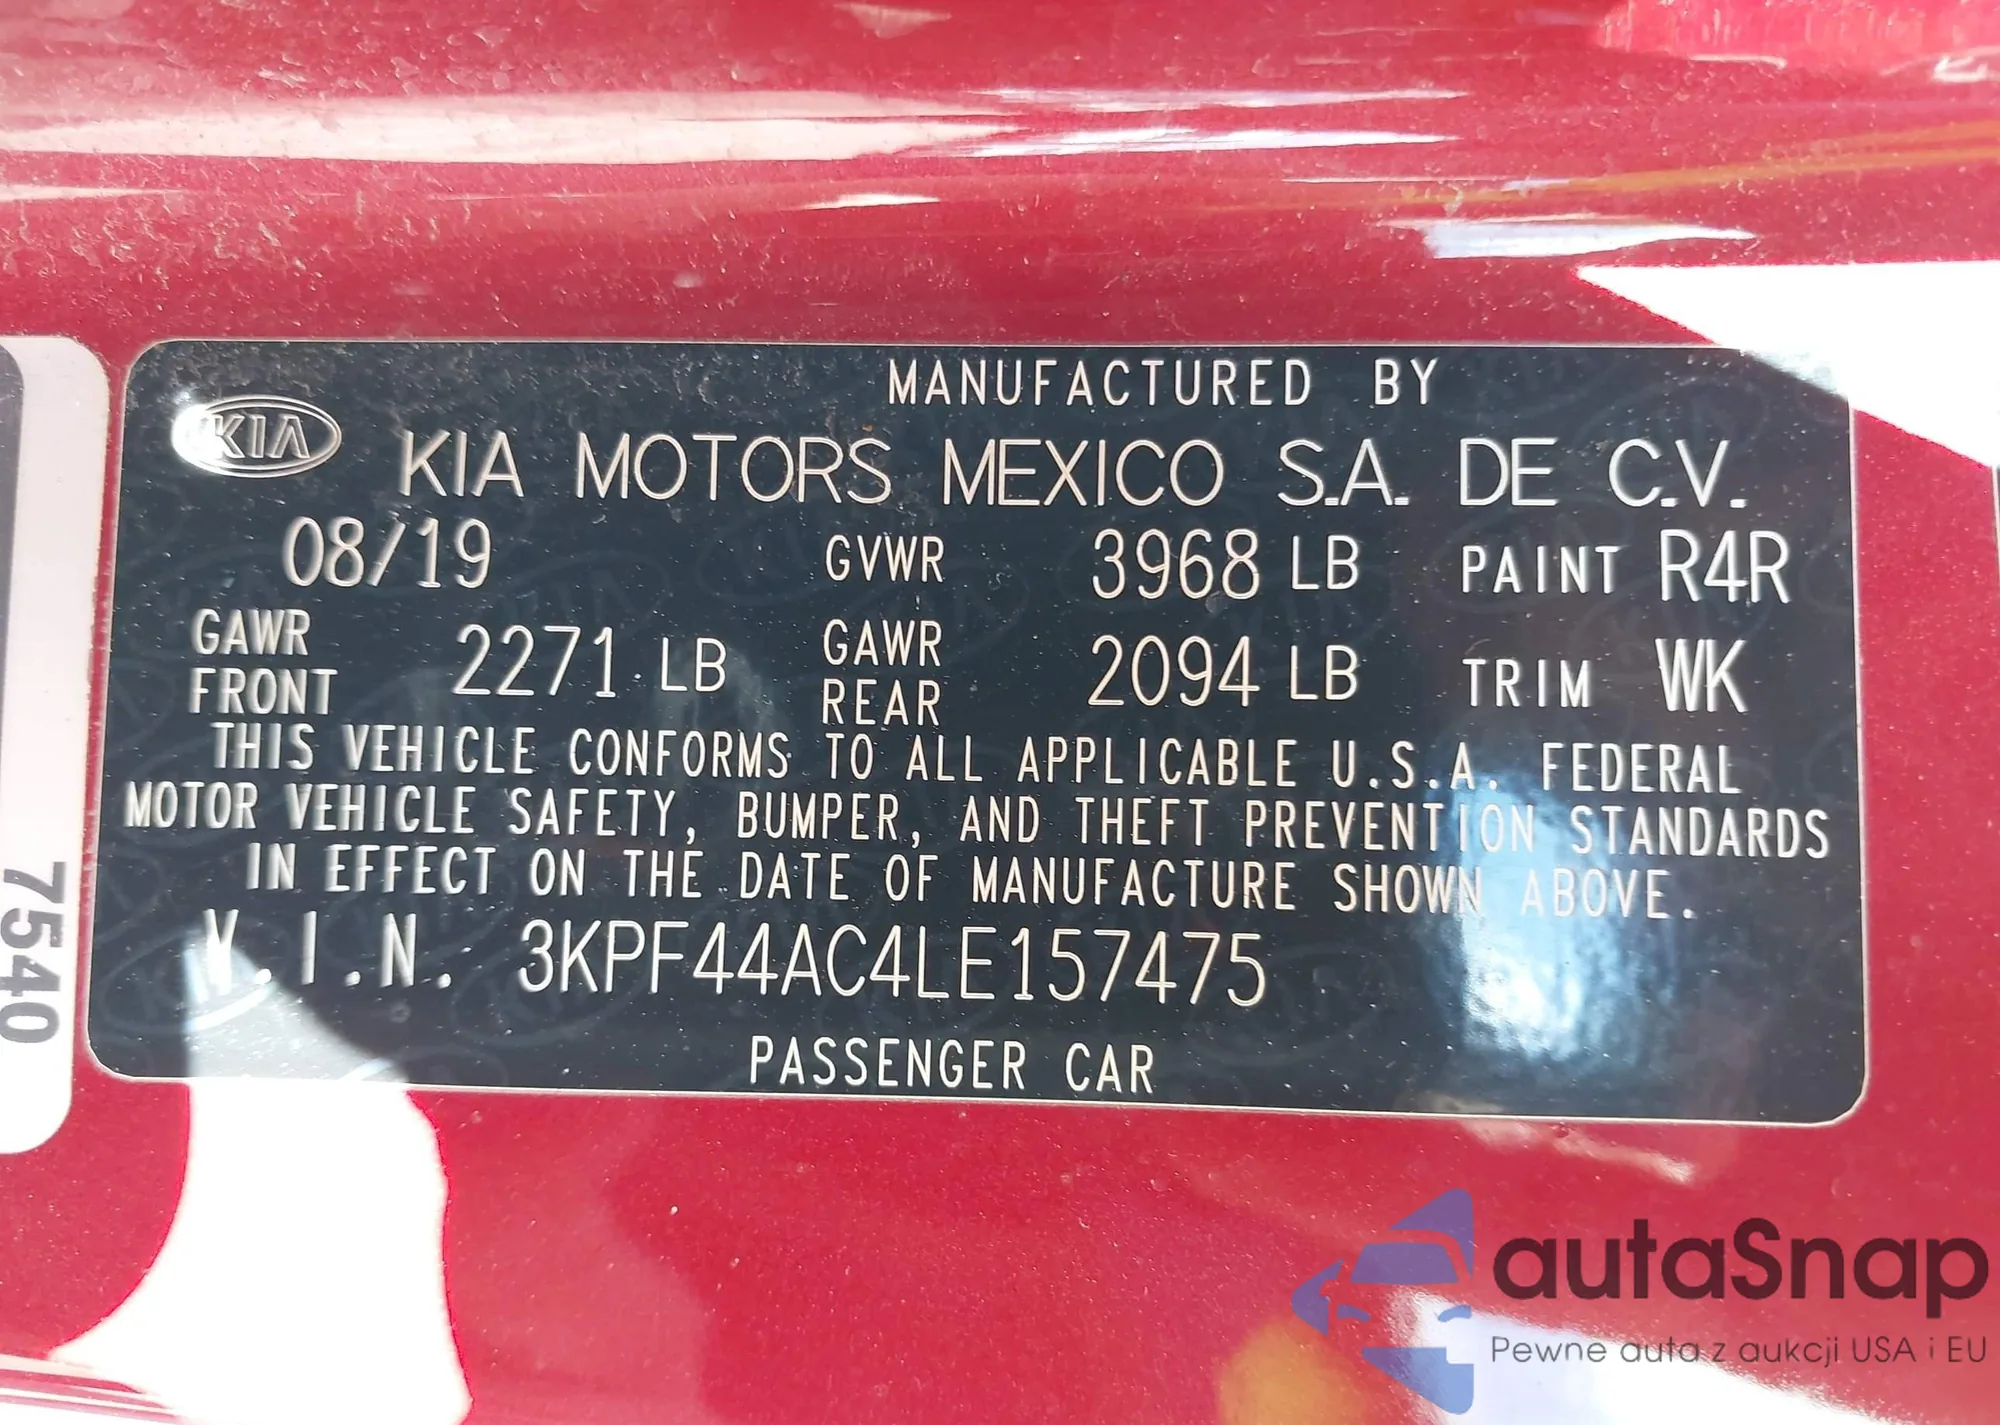 MANUFACTURED BY
KIA KIA MOTORS MEXICO S.A. DE C.V.
08/19 GVWR 3968 LB PAINT R4R
GAWR FRONT 2271 LB GAWR REAR 2094 LB TRIM WK
THIS VEHICLE CONFORMS TO ALL APPLICABLE U.S.A. FEDERAL
MOTOR VEHICLE SAFETY, BUMPER, AND THEFT PREVENTION STANDARDS
IN EFFECT ON THE DATE OF MANUFACTURE SHOWN ABOVE.
V.I.N. 3KPF44AC4LE157475
PASSENGER CAR
7540
autaSnap
Pewne auta z aukcji USA i EU